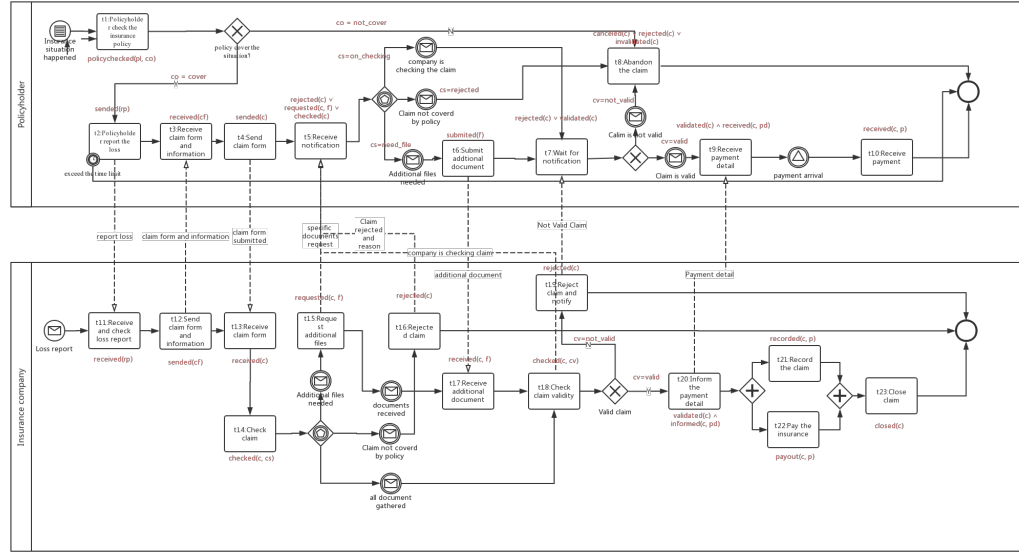 Policyholder
Insurance
situation
happened
t1:Policyholde
r check the
insurance
policy
policychecked(pl, co)
policy cover the
situation?
co = not_cover
N
co = cover
Y
sended(rp)
t2:Policyholde
r report the
loss
exceed the time limit
received(cf)
t3:Receive
claim form and
information
sended(c)
t4:Send
claim form
rejected(c) ∨
requested(c, f) ∨
checked(c)
t5:Receive
notification
cs=on_checking
company is
checking the claim
cs=rejected
Claim not coverd
by policy
cs=need_file
Additional files
needed
submited(f)
t6:Submit
addtional
document
rejected(c) ∨ validated(c)
t7:Wait for
notification
canceled(c) ∨ rejected(c) ∨
invalidated(c)
t8:Abandon
the claim
cv=not_valid
Calim is not valid
cv=valid
Claim is valid
validated(c) ∧ received(c, pd)
t9:Receive
payment
detail
payment arrival
received(c, p)
t10:Receive
payment
report loss
claim form and information
claim form
submitted
specific
documents
request
Claim
rejected
and
reason
company is checking claim
additional document
Not Valid Claim
Payment detail
Insurance company
Loss report
t11:Receive
and check
loss report
received(rp)
t12:Send
claim form
and
information
sended(cf)
t13:Receive
claim form
received(c)
t14:Check
claim
checked(c, cs)
requested(c, f)
t15:Reque
st
additional
files
Additional files
needed
rejected(c)
t16:Rejecte
d claim
documents
received
Claim not coverd
by policy
all document
gathered
received(c, f)
t17:Receive
additional
document
checked(c, cv)
t18:Check
claim validity
rejected(c)
t19:Reject
claim and
notify
cv=not_valid
N
Valid claim
cv=valid
Y
t20:Inform
the
payment
detail
validated(c) ∧
informed(c, pd)
recorded(c, p)
t21:Record
the claim
t22:Pay the
insurance
payout(c, p)
t23:Close
claim
closed(c)